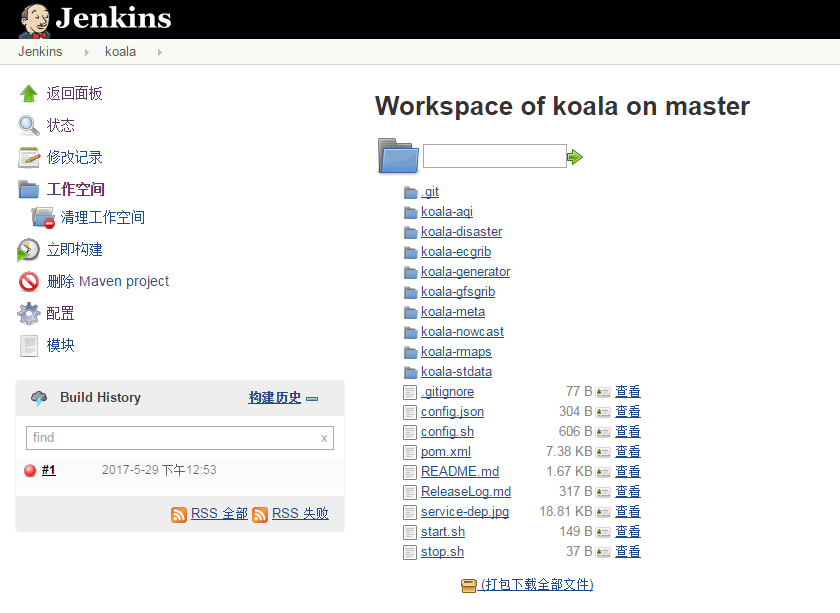 Jenkins
Jenkins koala
返回面板
状态
修改记录
工作空间
清理工作空间
立即构建
删除 Maven project
配置
模块
Build History 构建历史
find x
#1 2017-5-29 下午12:53
RSS 全部 RSS 失败
Workspace of koala on master
.git
koala-aqi
koala-disaster
koala-ecgrib
koala-generator
koala-gfsgrib
koala-meta
koala-nowcast
koala-rmaps
koala-stdata
.gitignore 77 B 查看
config.json 304 B 查看
config.sh 606 B 查看
pom.xml 7.38 KB 查看
README.md 1.67 KB 查看
ReleaseLog.md 317 B 查看
service-dep.jpg 18.81 KB 查看
start.sh 149 B 查看
stop.sh 37 B 查看
(打包下载全部文件)